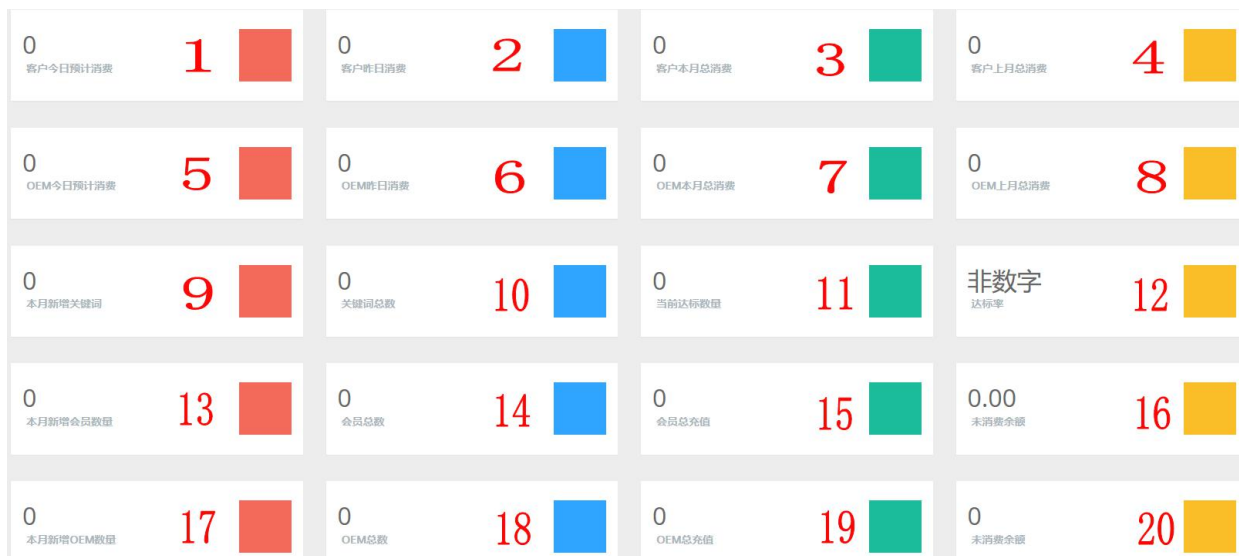 0
客户今日预计消费
1
0
客户昨日消费
2
0
客户本月总消费
3
0
客户上月总消费
4
0
OEM今日预计消费
5
0
OEM昨日消费
6
0
OEM本月总消费
7
0
OEM上月总消费
8
0
本月新增关键词
9
0
关键词总数
10
0
当前达标数量
11
非数字
达标率
12
0
本月新增会员数量
13
0
会员总数
14
0
会员总充值
15
0.00
未消费余额
16
0
本月新增OEM数量
17
0
OEM总数
18
0
OEM总充值
19
0
未消费余额
20